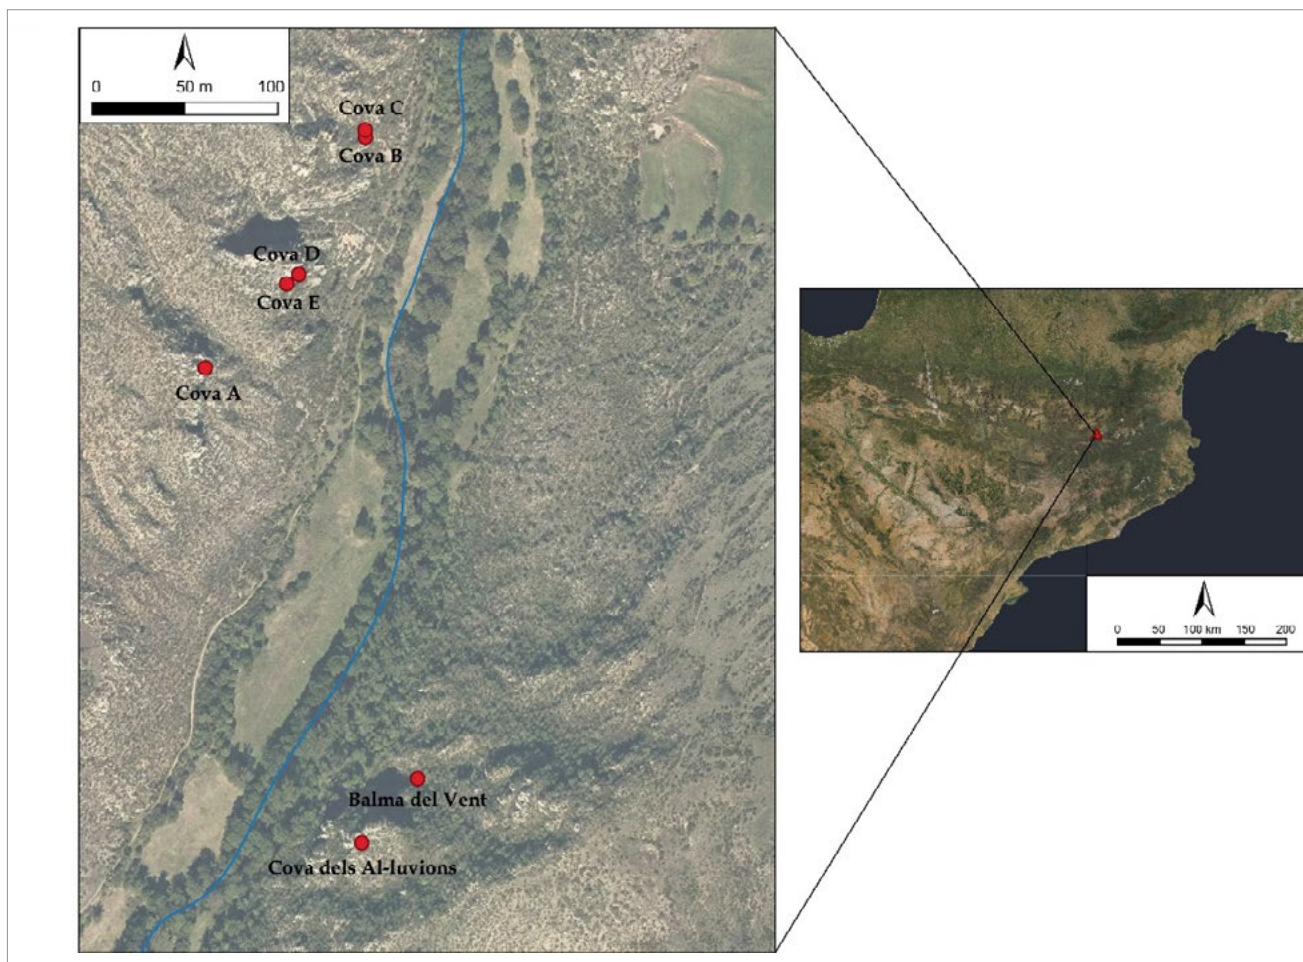 0 50 m 100
Cova C
Cova B
Cova D
Cova E
Cova A
Balma del Vent
Cova dels Al-luvions
0 50 100 km 150 200